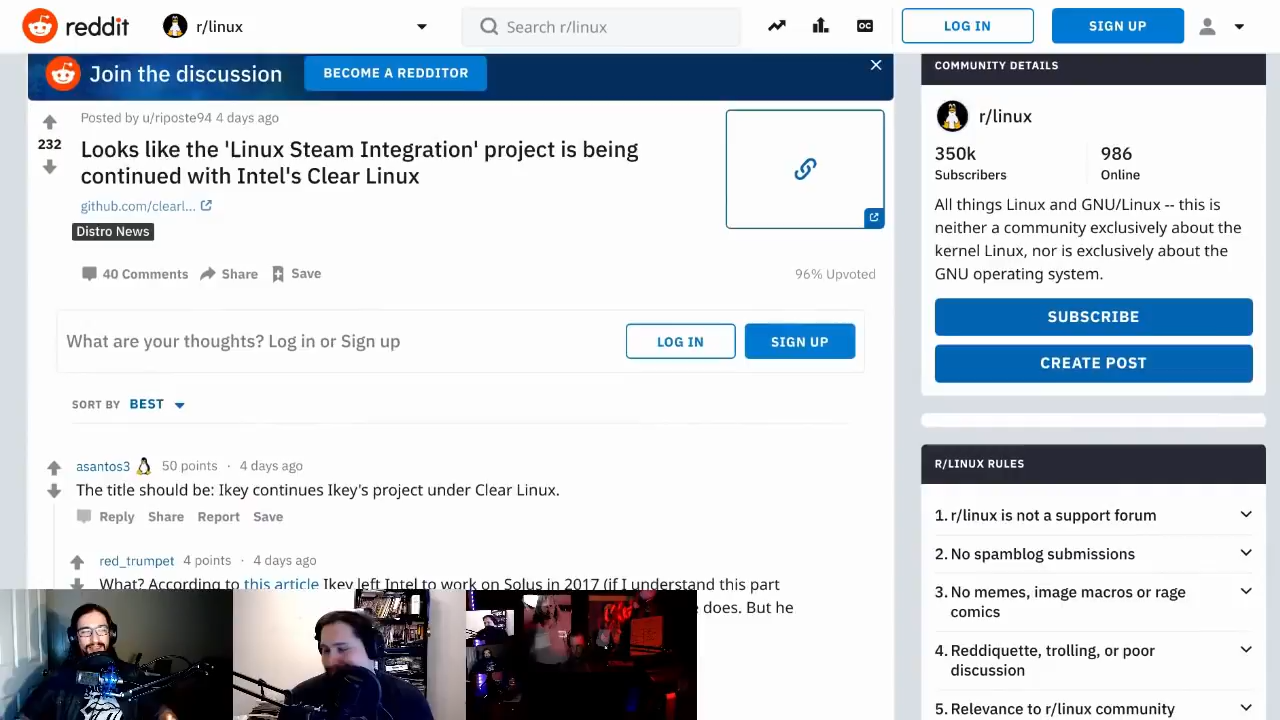 reddit
r/linux
Search r/linux
LOG IN
SIGN UP
Join the discussion
BECOME A REDDITOR
Posted by u/riposte94 4 days ago
232
Looks like the 'Linux Steam Integration' project is being
continued with Intel's Clear Linux
github.com/clearl...
Distro News
40 Comments
Share
Save
96% Upvoted
What are your thoughts? Log in or Sign up
LOG IN
SIGN UP
SORT BY BEST
asantos3 50 points · 4 days ago
The title should be: Ikey continues Ikey's project under Clear Linux.
Reply Share Report Save
red_trumpet 4 points · 4 days ago
What? According to this article Ikey left Intel to work on Solus in 2017 (if I understand this part
does. But he
COMMUNITY DETAILS
r/linux
350k
986
Subscribers
Online
All things Linux and GNU/Linux -- this is
neither a community exclusively about the
kernel Linux, nor is exclusively about the
GNU operating system.
SUBSCRIBE
CREATE POST
R/LINUX RULES
1. r/linux is not a support forum
2. No spamblog submissions
3. No memes, image macros or rage
comics
4. Reddiquette, trolling, or poor
discussion
5. Relevance to r/linux community